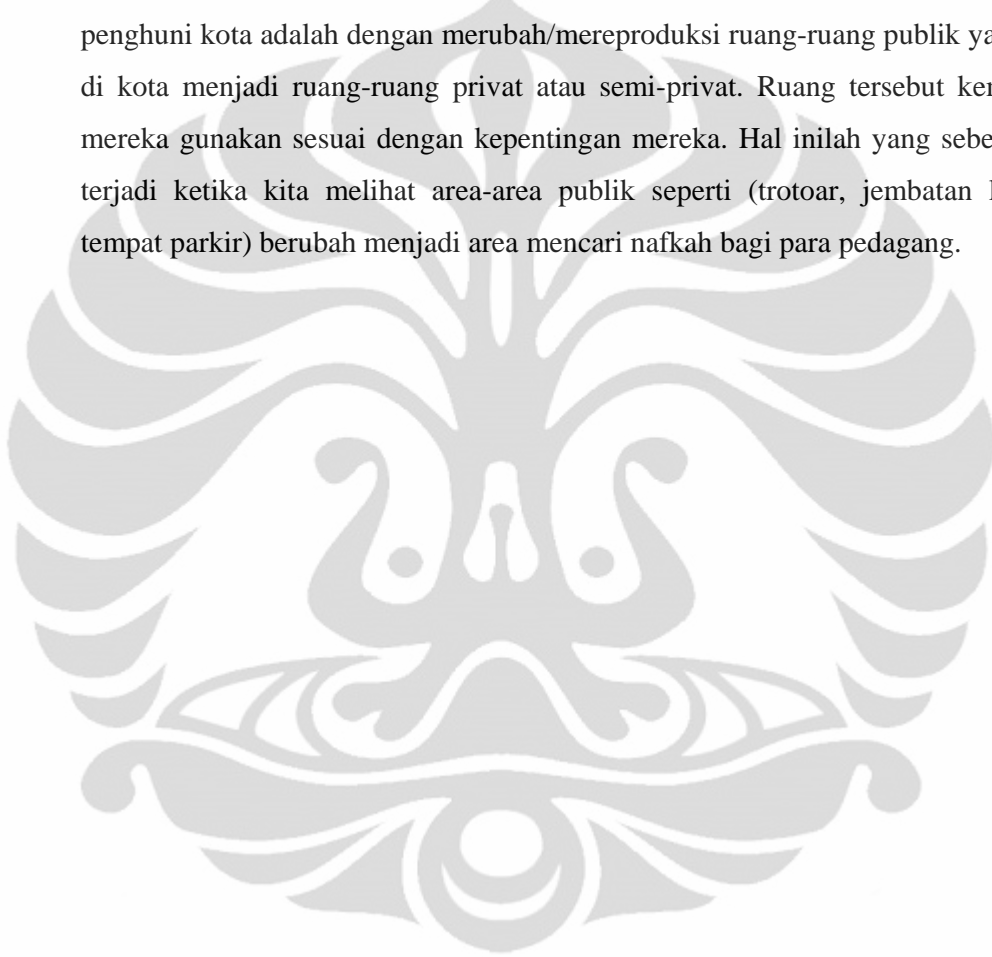 penghuni kota adalah dengan merubah/mereproduksi ruang-ruang publik
di kota menjadi ruang-ruang privat atau semi-privat. Ruang tersebut
mereka gunakan sesuai dengan kepentingan mereka. Hal inilah yang
terjadi ketika kita melihat area-area publik seperti (trotoar, jembatan
tempat parkir) berubah menjadi area mencari nafkah bagi para pedagang.